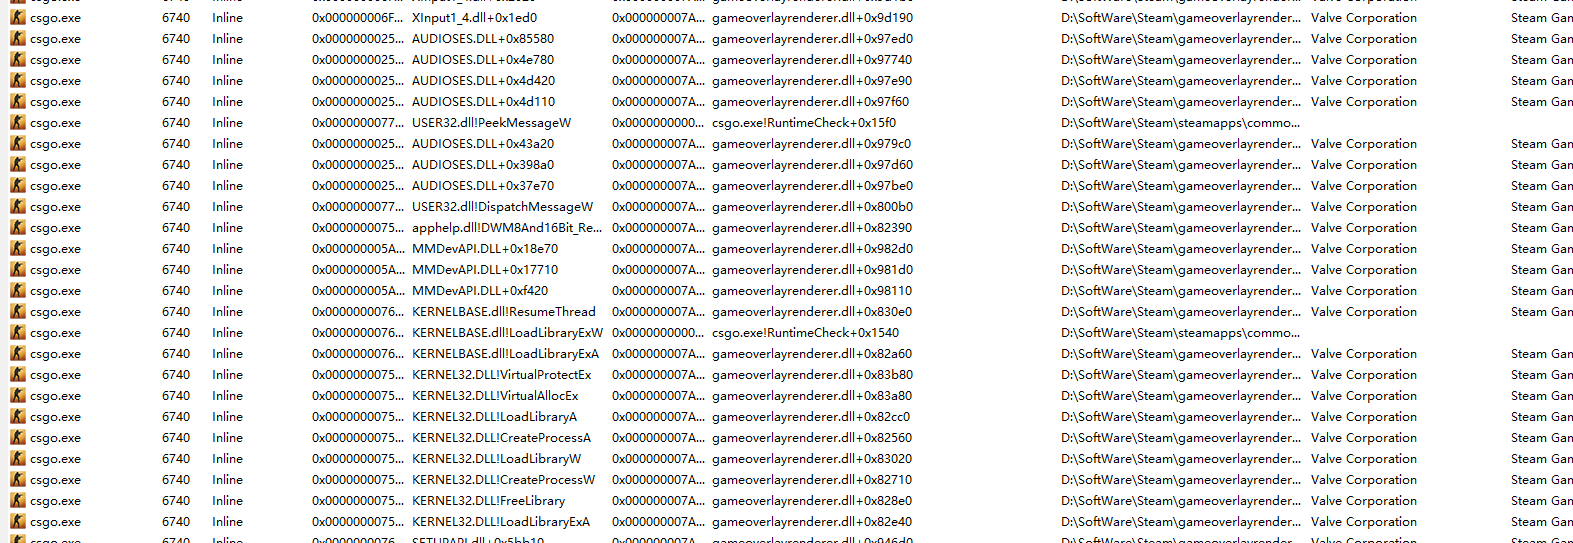 csgo.exe 6740 Inline 0x000000006F... XInput1_4.dll+0x1ed0 0x000000007A... gameoverlayrenderer.dll+0x9d190 D:\SoftWare\Steam\gameoverlayrender... Valve Corporation Steam Gam
csgo.exe 6740 Inline 0x0000000025... AUDIOSES.DLL+0x85580 0x000000007A... gameoverlayrenderer.dll+0x97ed0 D:\SoftWare\Steam\gameoverlayrender... Valve Corporation Steam Gam
csgo.exe 6740 Inline 0x0000000025... AUDIOSES.DLL+0x4e780 0x000000007A... gameoverlayrenderer.dll+0x97740 D:\SoftWare\Steam\gameoverlayrender... Valve Corporation Steam Gam
csgo.exe 6740 Inline 0x0000000025... AUDIOSES.DLL+0x4d420 0x000000007A... gameoverlayrenderer.dll+0x97e90 D:\SoftWare\Steam\gameoverlayrender... Valve Corporation Steam Gam
csgo.exe 6740 Inline 0x0000000025... AUDIOSES.DLL+0x4d110 0x000000007A... gameoverlayrenderer.dll+0x97f60 D:\SoftWare\Steam\gameoverlayrender... Valve Corporation Steam Gam
csgo.exe 6740 Inline 0x0000000077... USER32.dll!PeekMessageW 0x0000000000... csgo.exe!RuntimeCheck+0x15f0 D:\SoftWare\Steam\steamapps\commo...
csgo.exe 6740 Inline 0x0000000025... AUDIOSES.DLL+0x43a20 0x000000007A... gameoverlayrenderer.dll+0x979c0 D:\SoftWare\Steam\gameoverlayrender... Valve Corporation Steam Gam
csgo.exe 6740 Inline 0x0000000025... AUDIOSES.DLL+0x398a0 0x000000007A... gameoverlayrenderer.dll+0x97d60 D:\SoftWare\Steam\gameoverlayrender... Valve Corporation Steam Gam
csgo.exe 6740 Inline 0x0000000025... AUDIOSES.DLL+0x37e70 0x000000007A... gameoverlayrenderer.dll+0x97be0 D:\SoftWare\Steam\gameoverlayrender... Valve Corporation Steam Gam
csgo.exe 6740 Inline 0x0000000077... USER32.dll!DispatchMessageW 0x000000007A... gameoverlayrenderer.dll+0x800b0 D:\SoftWare\Steam\gameoverlayrender... Valve Corporation Steam Gam
csgo.exe 6740 Inline 0x0000000075... apphelp.dll!DWM8And16Bit_Re... 0x000000007A... gameoverlayrenderer.dll+0x82390 D:\SoftWare\Steam\gameoverlayrender... Valve Corporation Steam Gam
csgo.exe 6740 Inline 0x000000005A... MMDevAPI.DLL+0x18e70 0x000000007A... gameoverlayrenderer.dll+0x982d0 D:\SoftWare\Steam\gameoverlayrender... Valve Corporation Steam Gam
csgo.exe 6740 Inline 0x000000005A... MMDevAPI.DLL+0x17710 0x000000007A... gameoverlayrenderer.dll+0x981d0 D:\SoftWare\Steam\gameoverlayrender... Valve Corporation Steam Gam
csgo.exe 6740 Inline 0x000000005A... MMDevAPI.DLL+0xf420 0x000000007A... gameoverlayrenderer.dll+0x98110 D:\SoftWare\Steam\gameoverlayrender... Valve Corporation Steam Gam
csgo.exe 6740 Inline 0x0000000076... KERNELBASE.dll!ResumeThread 0x000000007A... gameoverlayrenderer.dll+0x830e0 D:\SoftWare\Steam\gameoverlayrender... Valve Corporation Steam Gam
csgo.exe 6740 Inline 0x0000000076... KERNELBASE.dll!LoadLibraryExW 0x0000000000... csgo.exe!RuntimeCheck+0x1540 D:\SoftWare\Steam\steamapps\commo...
csgo.exe 6740 Inline 0x0000000076... KERNELBASE.dll!LoadLibraryExA 0x000000007A... gameoverlayrenderer.dll+0x82a60 D:\SoftWare\Steam\gameoverlayrender... Valve Corporation Steam Gam
csgo.exe 6740 Inline 0x0000000075... KERNEL32.DLL!VirtualProtectEx 0x000000007A... gameoverlayrenderer.dll+0x83b80 D:\SoftWare\Steam\gameoverlayrender... Valve Corporation Steam Gam
csgo.exe 6740 Inline 0x0000000075... KERNEL32.DLL!VirtualAllocEx 0x000000007A... gameoverlayrenderer.dll+0x83a80 D:\SoftWare\Steam\gameoverlayrender... Valve Corporation Steam Gam
csgo.exe 6740 Inline 0x0000000075... KERNEL32.DLL!LoadLibraryA 0x000000007A... gameoverlayrenderer.dll+0x82cc0 D:\SoftWare\Steam\gameoverlayrender... Valve Corporation Steam Gam
csgo.exe 6740 Inline 0x0000000075... KERNEL32.DLL!CreateProcessA 0x000000007A... gameoverlayrenderer.dll+0x82560 D:\SoftWare\Steam\gameoverlayrender... Valve Corporation Steam Gam
csgo.exe 6740 Inline 0x0000000075... KERNEL32.DLL!LoadLibraryW 0x000000007A... gameoverlayrenderer.dll+0x83020 D:\SoftWare\Steam\gameoverlayrender... Valve Corporation Steam Gam
csgo.exe 6740 Inline 0x0000000075... KERNEL32.DLL!CreateProcessW 0x000000007A... gameoverlayrenderer.dll+0x82710 D:\SoftWare\Steam\gameoverlayrender... Valve Corporation Steam Gam
csgo.exe 6740 Inline 0x0000000075... KERNEL32.DLL!FreeLibrary 0x000000007A... gameoverlayrenderer.dll+0x828e0 D:\SoftWare\Steam\gameoverlayrender... Valve Corporation Steam Gam
csgo.exe 6740 Inline 0x0000000075... KERNEL32.DLL!LoadLibraryExA 0x000000007A... gameoverlayrenderer.dll+0x82e40 D:\SoftWare\Steam\gameoverlayrender... Valve Corporation Steam Gam